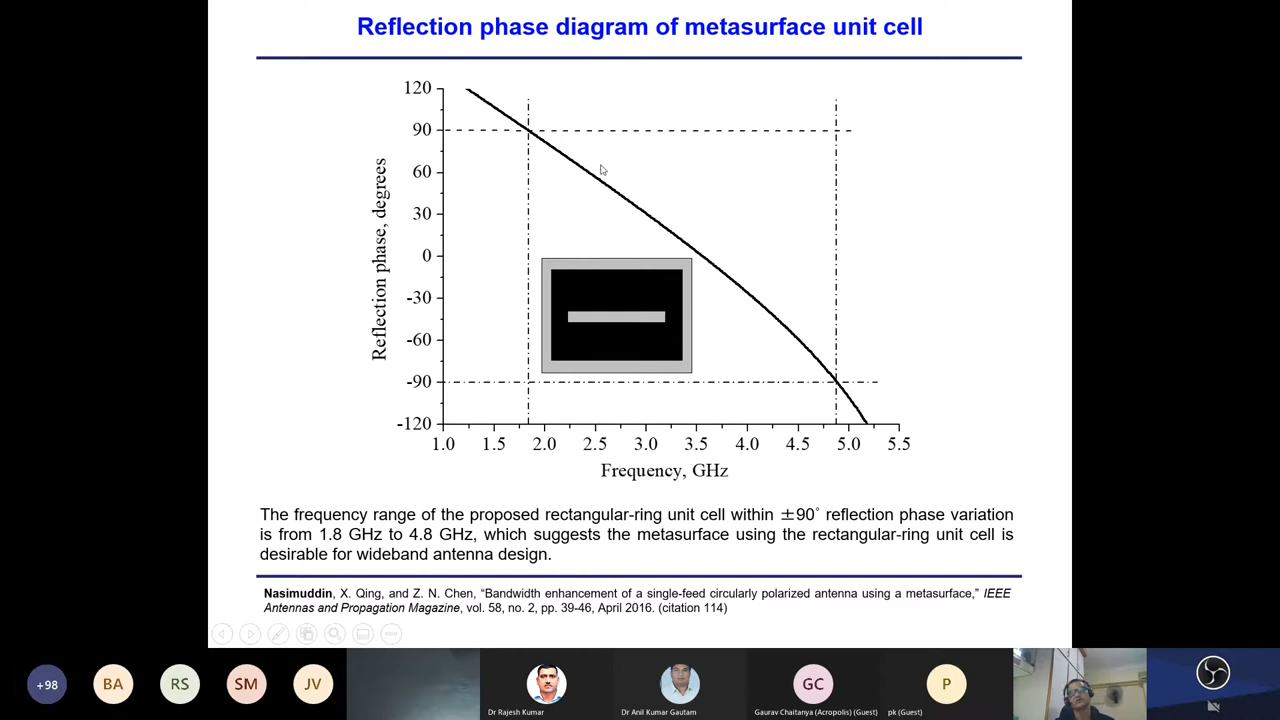 Reflection phase diagram of metasurface unit cell
120
90
60
30
0
-30
-60
-90
-120
Reflection phase, degrees
1.0 1.5 2.0 2.5 3.0 3.5 4.0 4.5 5.0 5.5
Frequency, GHz
The frequency range of the proposed rectangular-ring unit cell within ±90° reflection phase variation
is from 1.8 GHz to 4.8 GHz, which suggests the metasurface using the rectangular-ring unit cell is
desirable for wideband antenna design.
Nasimuddin, X. Qing, and Z. N. Chen, “Bandwidth enhancement of a single-feed circularly polarized antenna using a metasurface,” IEEE
Antennas and Propagation Magazine, vol. 58, no. 2, pp. 39-46, April 2016. (citation 114)
+98 BA RS SM JV GC P
Dr Rajesh Kumar Dr Anil Kumar Gautam Gaurav Chaitanya (Acropolis) (Guest) pk (Guest)